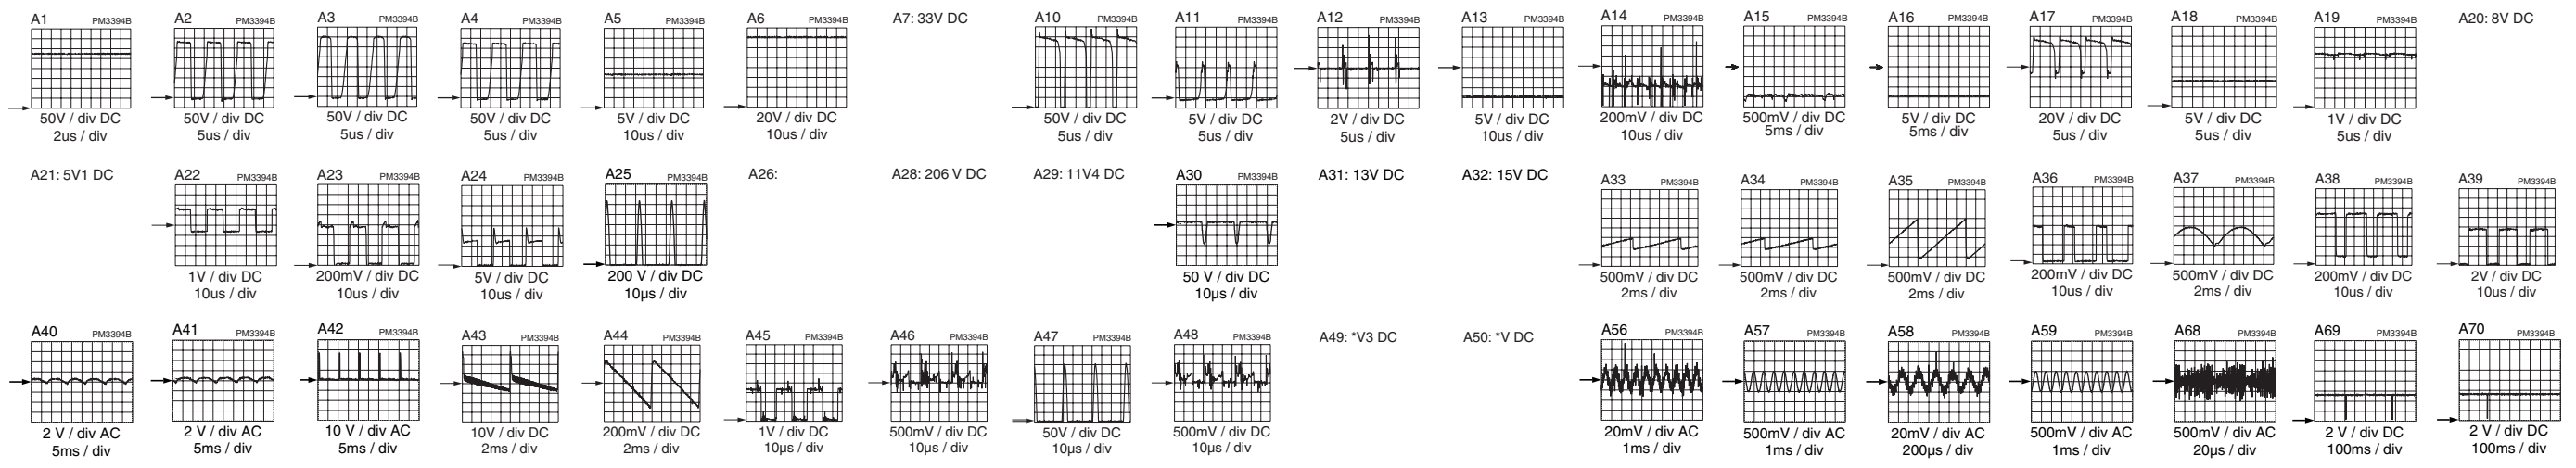 A1 PM3394B
50V / div DC
2us / div
A2 PM3394B
50V / div DC
5us / div
A3 PM3394B
50V / div DC
5us / div
A4 PM3394B
50V / div DC
5us / div
A5 PM3394B
5V / div DC
10us / div
A6 PM3394B
20V / div DC
10us / div
A7: 33V DC
A10 PM3394B
50V / div DC
5us / div
A11 PM3394B
5V / div DC
5us / div
A12 PM3394B
2V / div DC
5us / div
A13 PM3394B
5V / div DC
10us / div
A14 PM3394B
200mV / div DC
10us / div
A15 PM3394B
500mV / div DC
5ms / div
A16 PM3394B
5V / div DC
5ms / div
A17 PM3394B
20V / div DC
5us / div
A18 PM3394B
5V / div DC
5us / div
A19 PM3394B
1V / div DC
5us / div
A20: 8V DC
A21: 5V1 DC
A22 PM3394B
1V / div DC
10us / div
A23 PM3394B
200mV / div DC
10us / div
A24 PM3394B
5V / div DC
10us / div
A25 PM3394B
200 V / div DC
10µs / div
A26:
A28: 206 V DC
A29: 11V4 DC
A30 PM3394B
50 V / div DC
10µs / div
A31: 13V DC
A32: 15V DC
A33 PM3394B
500mV / div DC
2ms / div
A34 PM3394B
500mV / div DC
2ms / div
A35 PM3394B
500mV / div DC
2ms / div
A36 PM3394B
200mV / div DC
10us / div
A37 PM3394B
500mV / div DC
2ms / div
A38 PM3394B
200mV / div DC
10us / div
A39 PM3394B
2V / div DC
10us / div
A40 PM3394B
2 V / div AC
5ms / div
A41 PM3394B
2 V / div AC
5ms / div
A42 PM3394B
10 V / div AC
5ms / div
A43 PM3394B
10V / div DC
2ms / div
A44 PM3394B
200mV / div DC
2ms / div
A45 PM3394B
1V / div DC
10µs / div
A46 PM3394B
500mV / div DC
10µs / div
A47 PM3394B
50V / div DC
10µs / div
A48 PM3394B
500mV / div DC
10µs / div
A49: *V3 DC
A50: *V DC
A56 PM3394B
20mV / div AC
1ms / div
A57 PM3394B
500mV / div AC
1ms / div
A58 PM3394B
20mV / div AC
200µs / div
A59 PM3394B
500mV / div AC
1ms / div
A68 PM3394B
500mV / div AC
20µs / div
A69 PM3394B
2 V / div DC
100ms / div
A70 PM3394B
2 V / div DC
100ms / div